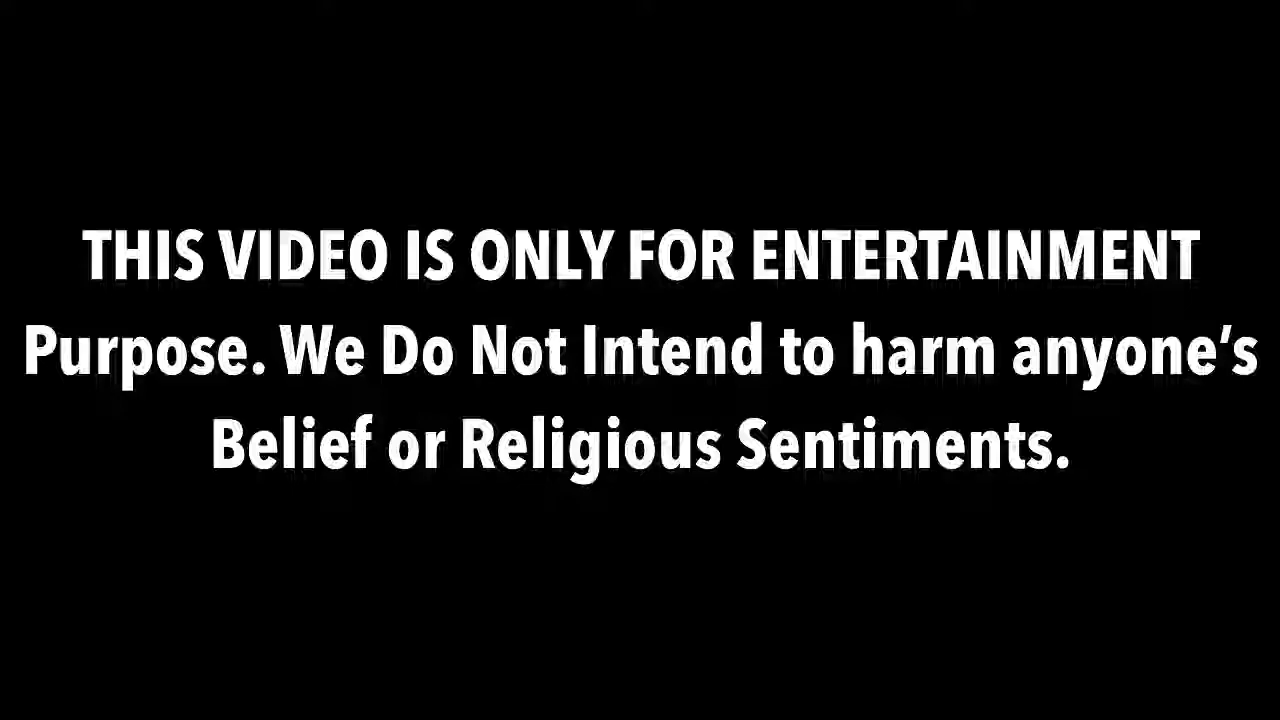 THIS VIDEO IS ONLY FOR ENTERTAINMENT
Purpose. We Do Not Intend to harm anyone’s
Belief or Religious Sentiments.